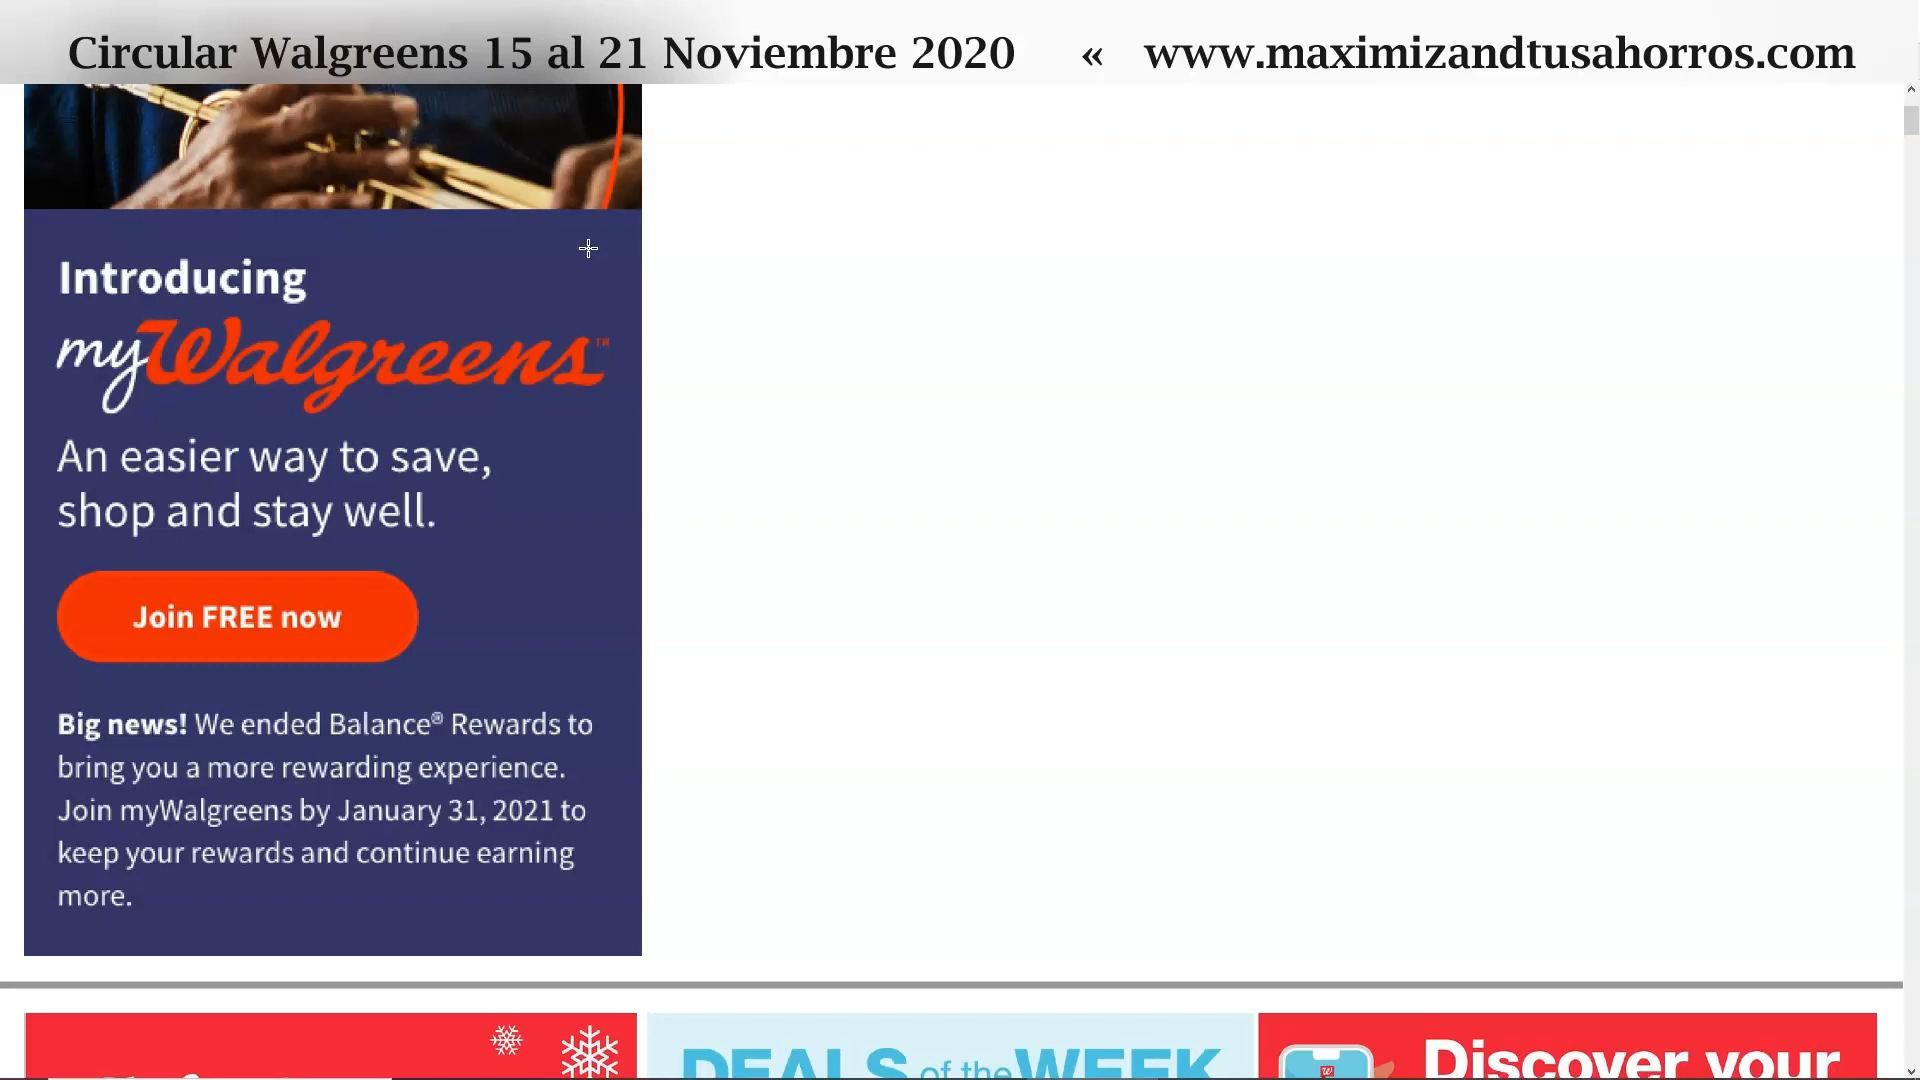 Circular Walgreens 15 al 21 Noviembre 2020 « www.maximizandtusahorros.com
Introducing
myWalgreens™
An easier way to save,
shop and stay well.
Join FREE now
Big news! We ended Balance® Rewards to
bring you a more rewarding experience.
Join myWalgreens by January 31, 2021 to
keep your rewards and continue earning
more.
DEALS of the WEEK
Discover your